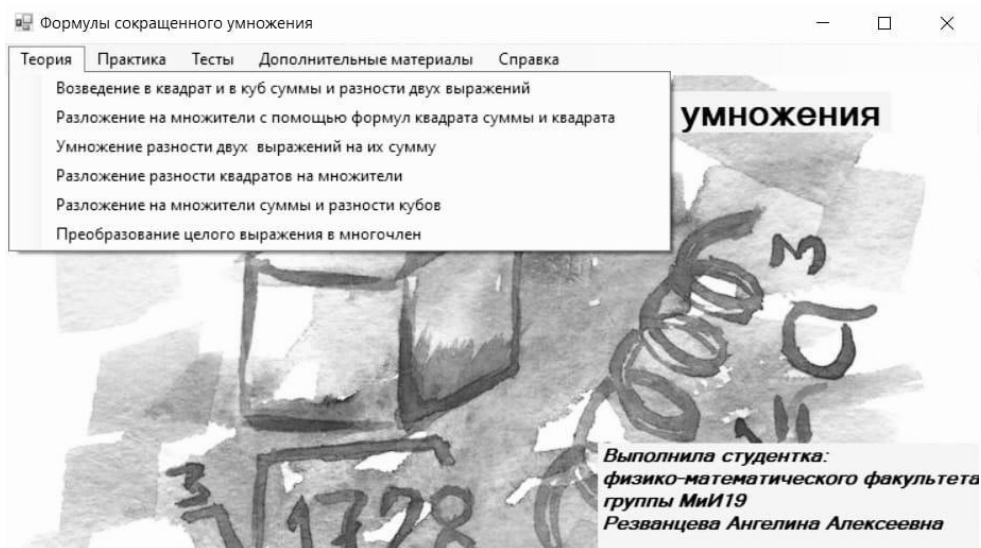 Формулы сокращенного умножения
Теория Практика Тесты Дополнительные материалы Справка
Возведение в квадрат и в куб суммы и разности двух выражений
Разложение на множители с помощью формул квадрата суммы и квадрата
Умножение разности двух выражений на их сумму
Разложение разности квадратов на множители
Разложение на множители суммы и разности кубов
Преобразование целого выражения в многочлен
умножения
3
1728
Выполнила студентка:
физико-математического факультета
группы МиИ19
Резванцева Ангелина Алексеевна